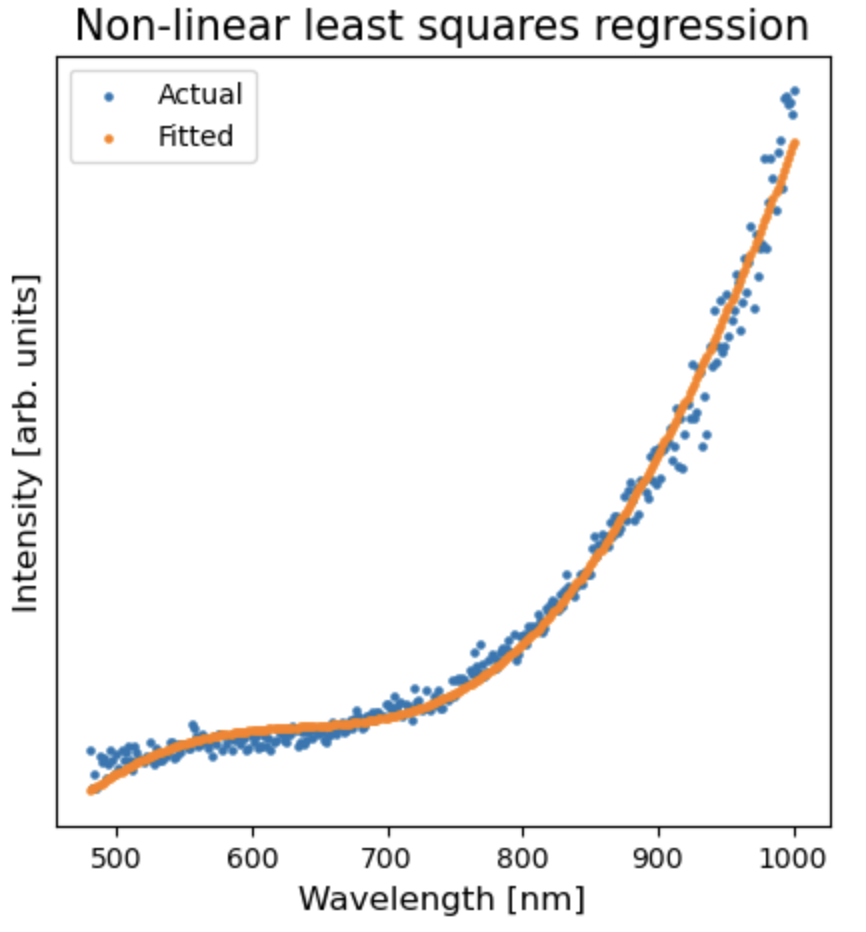 Non-linear least squares regression
Actual
Fitted
Intensity [arb. units]
500 600 700 800 900 1000
Wavelength [nm]